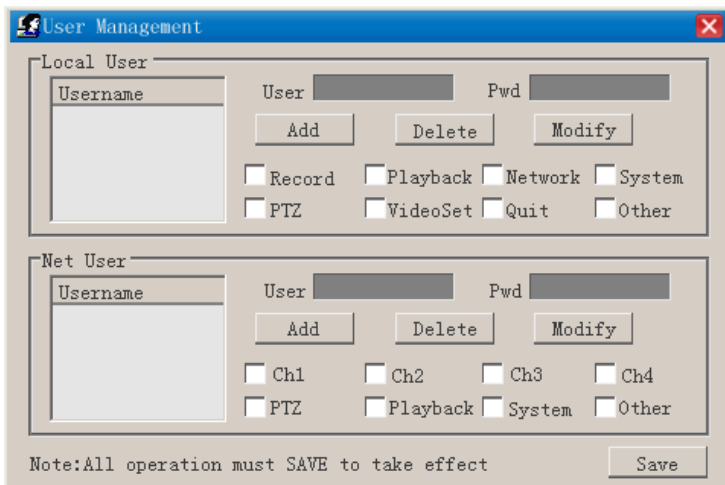 User Management
Local User
Username
User Pwd
Add Delete Modify
Record Playback Network System
PTZ VideoSet Quit Other
Net User
Username
User Pwd
Add Delete Modify
Ch1 Ch2 Ch3 Ch4
PTZ Playback System Other
Note:All operation must SAVE to take effect Save